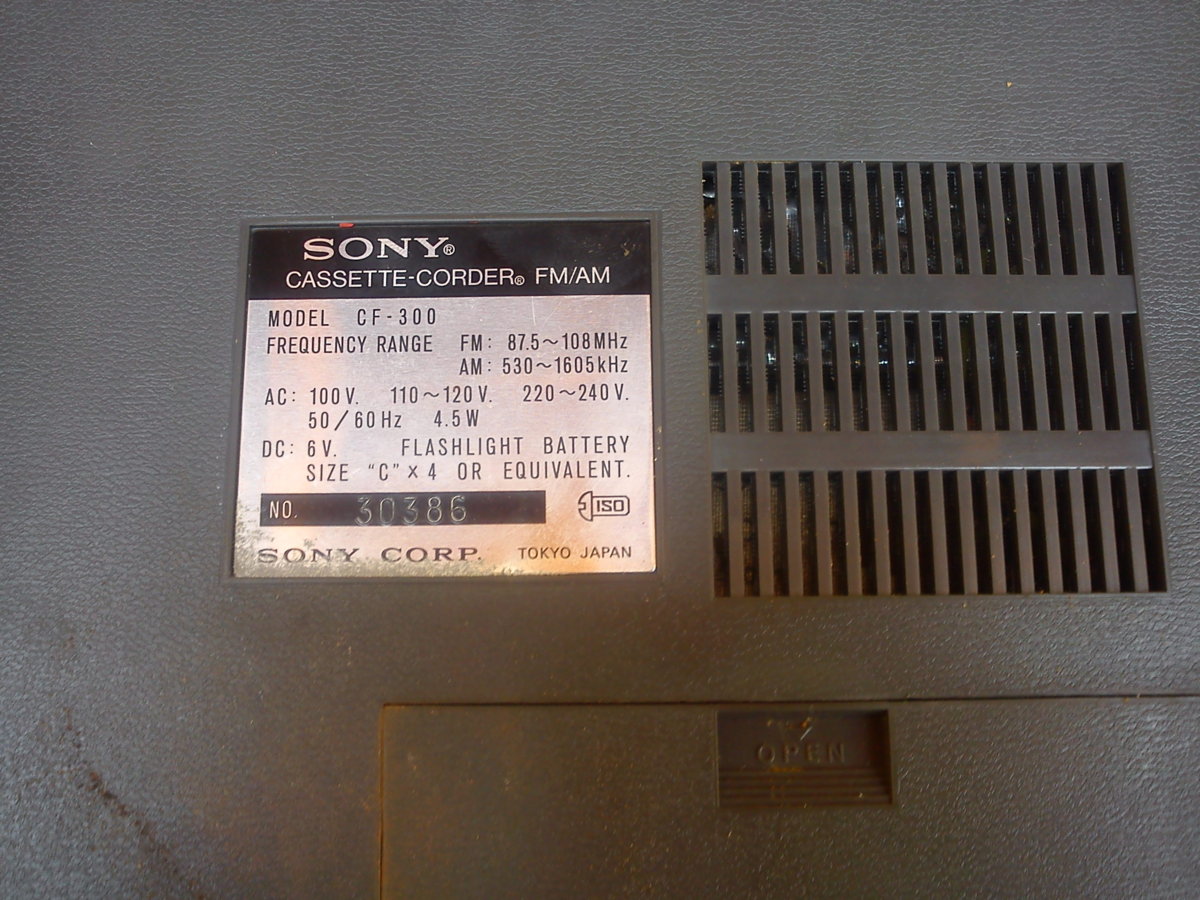 SONY®
CASSETTE-CORDER® FM/AM
MODEL CF-300
FREQUENCY RANGE FM: 87.5~108MHz
AM: 530~1605kHz
AC: 100V. 110~120V. 220~240V.
50/60Hz 4.5W
DC: 6V. FLASHLIGHT BATTERY
SIZE “C”×4 OR EQUIVALENT.
NO. 30386
ISO
SONY CORP. TOKYO JAPAN
OPEN